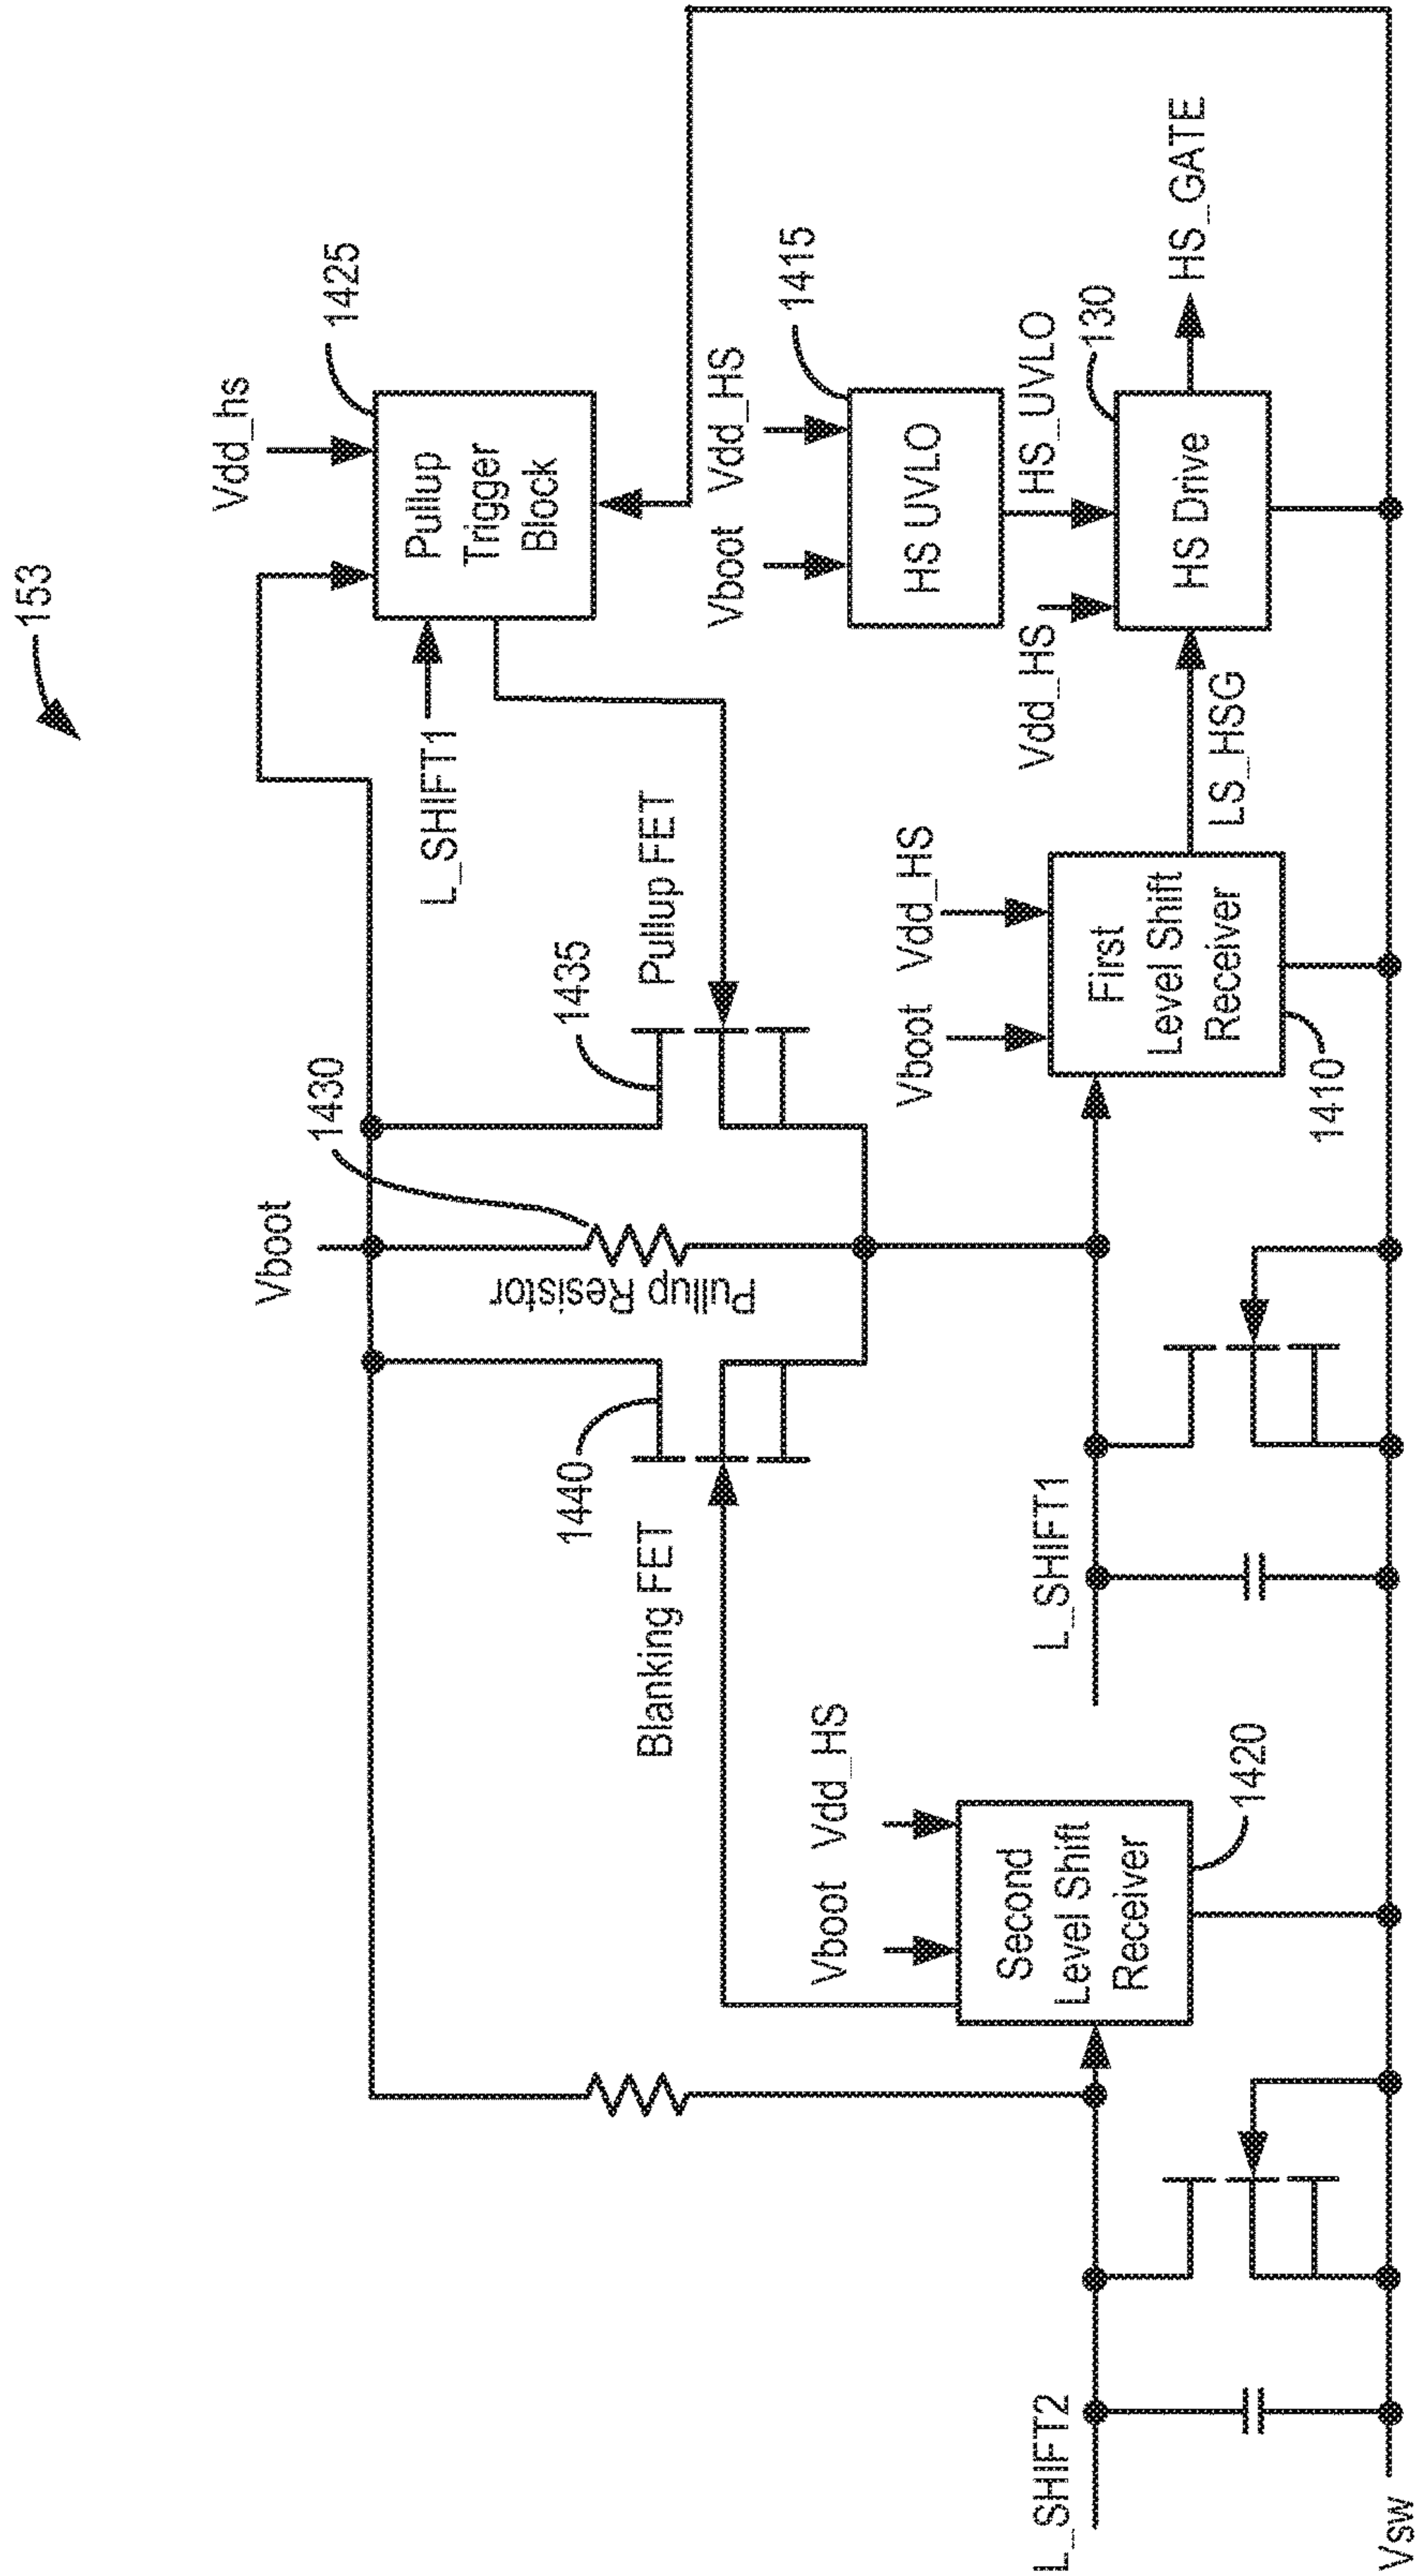 153
Vdd_hs
1425
Pullup
Trigger
Block
L_SHIFT1
Vboot
1430
Pullup Resistor
1435
Pullup FET
1440
Blanking FET
Vboot
Vdd_HS
1415
HS UVLO
HS_UVLO
Vdd_HS
130
HS Drive
HS_GATE
LS_HSG
Vboot
Vdd_HS
First
Level Shift
Receiver
1410
L_SHIFT1
Vboot
Vdd_HS
Second
Level Shift
Receiver
1420
L_SHIFT2
Vsw